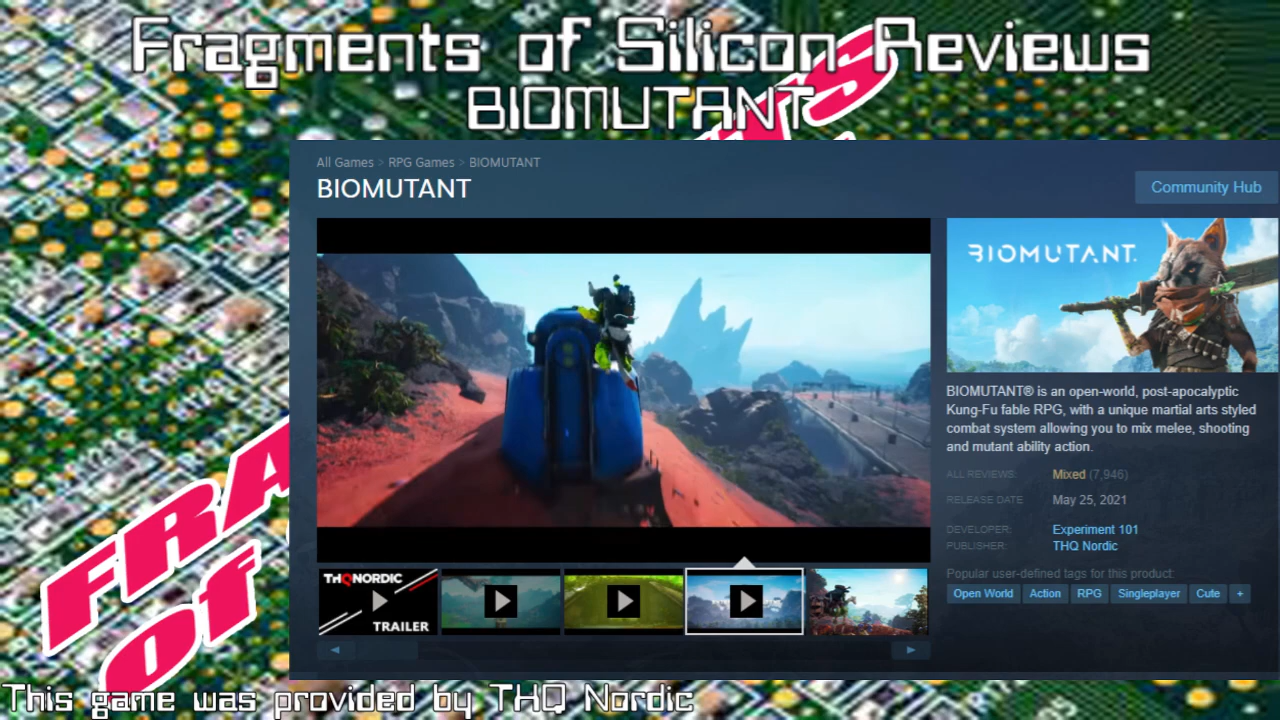 Fragments of Silicon Reviews
BIOMUTANT
All Games > RPG Games > BIOMUTANT
BIOMUTANT
Community Hub
BIOMUTANT
BIOMUTANT® is an open-world, post-apocalyptic
Kung-Fu fable RPG, with a unique martial arts styled
combat system allowing you to mix melee, shooting
and mutant ability action.
ALL REVIEWS: Mixed (7,946)
RELEASE DATE: May 25, 2021
DEVELOPER: Experiment 101
PUBLISHER: THQ Nordic
Popular user-defined tags for this product:
Open World Action RPG Singleplayer Cute +
THQNORDIC
TRAILER
FRA
Of
This game was provided by THQ Nordic